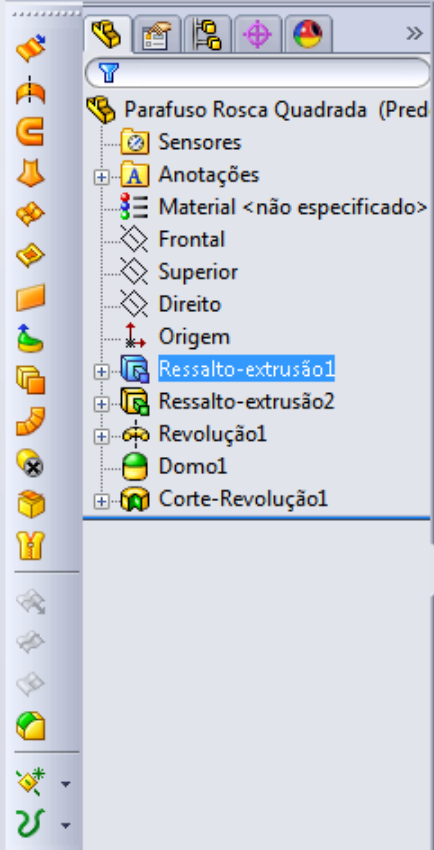 Parafuso Rosca Quadrada (Pred
Sensores
A Anotações
Material <não especificado>
Frontal
Superior
Direito
Origem
Ressalto-extrusão1
Ressalto-extrusão2
Revolução1
Domo1
Corte-Revolução1